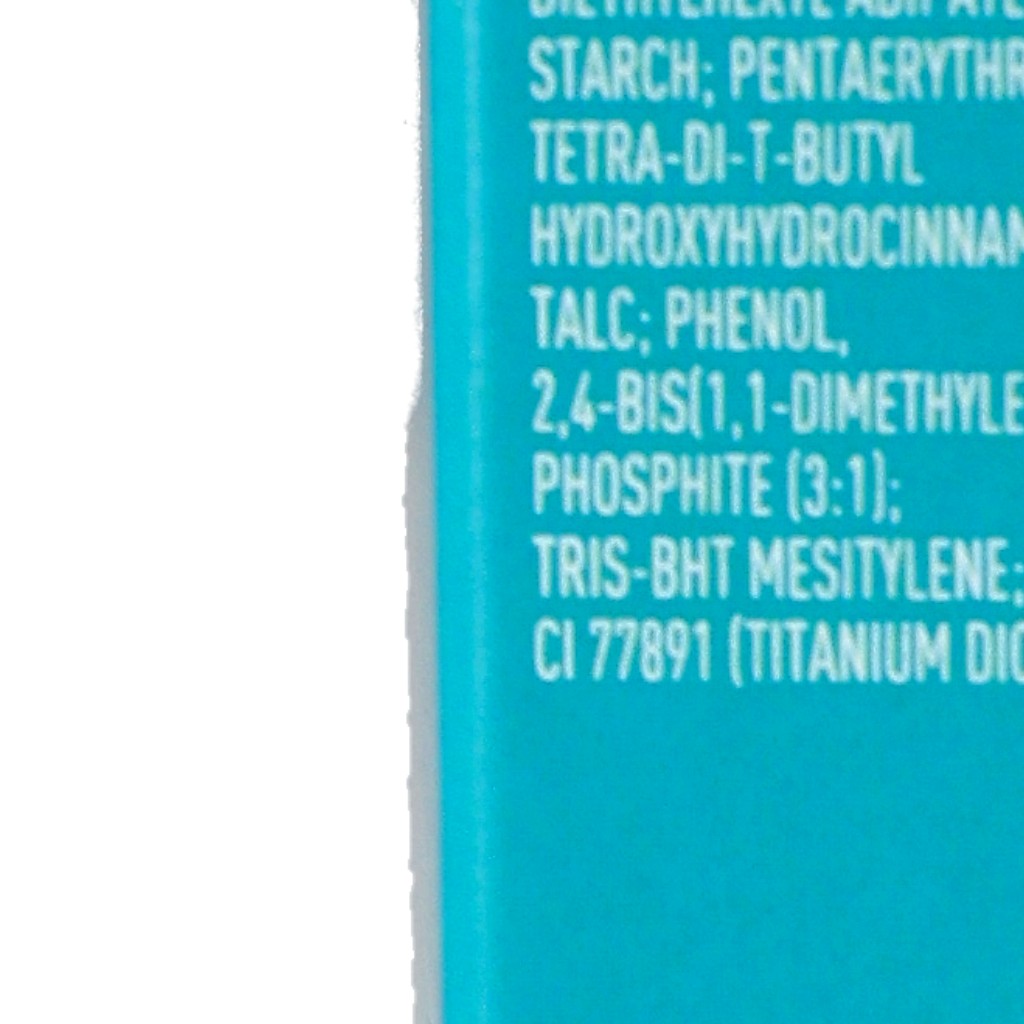 STARCH; PENTAERYTHR
TETRA-DI-T-BUTYL
HYDROXYHYDROCINNAM
TALC; PHENOL,
2,4-BIS(1,1-DIMETHYLE
PHOSPHITE (3:1);
TRIS-BHT MESITYLENE;
CI 77891 (TITANIUM DIO